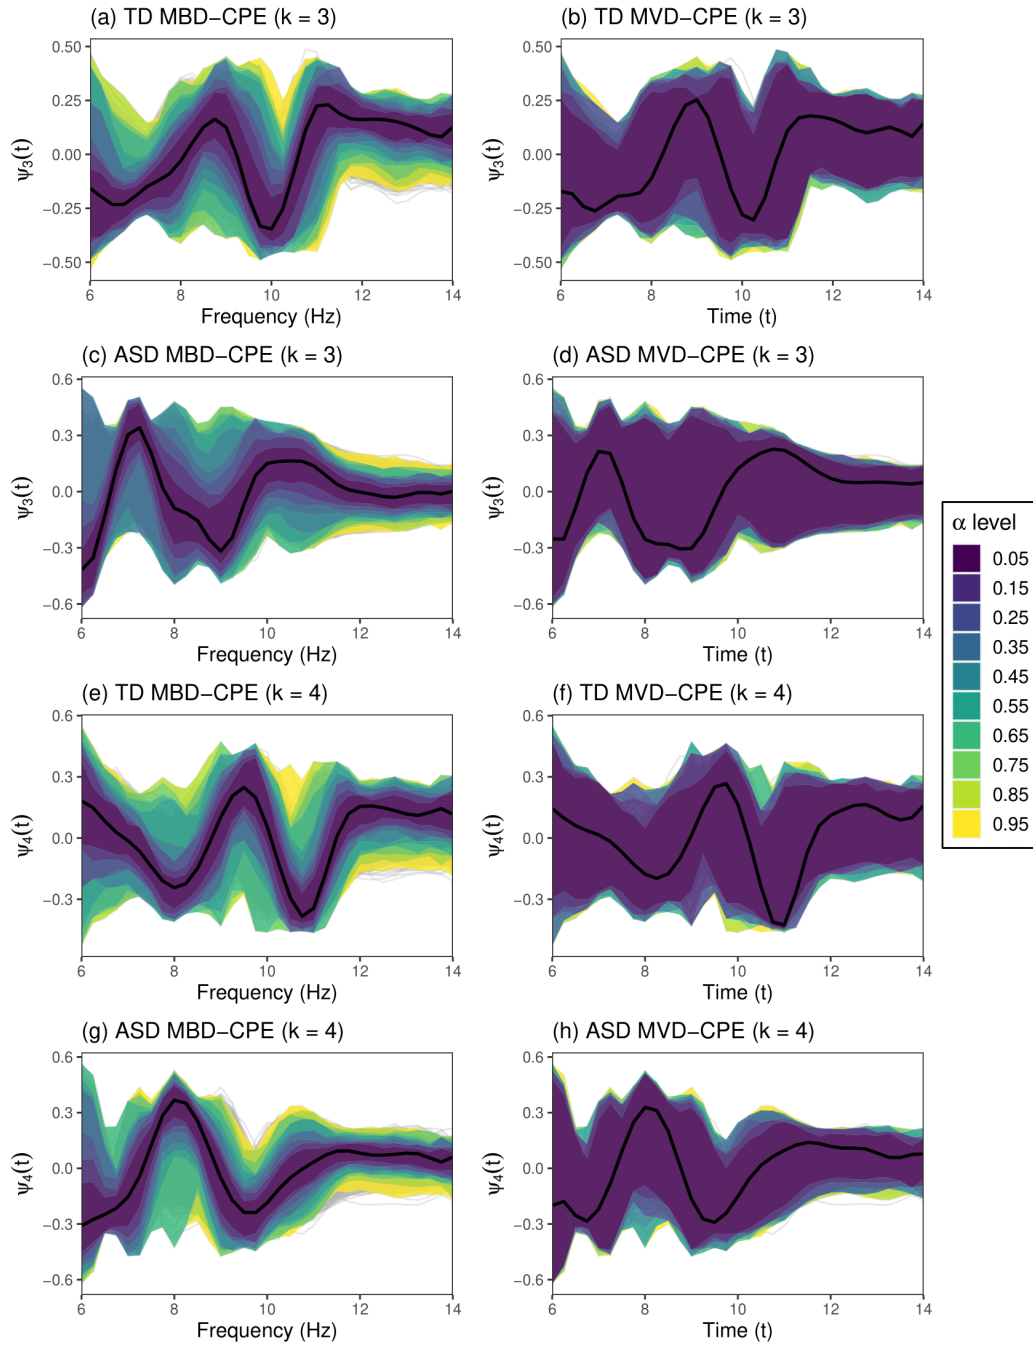 (a) TD MBD−CPE (k = 3)
0.50
0.25
0.00
−0.25
−0.50
ψ3(t)
6 8 10 12 14
Frequency (Hz)
(b) TD MVD−CPE (k = 3)
0.50
0.25
0.00
−0.25
−0.50
ψ3(t)
6 8 10 12 14
Time (t)
(c) ASD MBD−CPE (k = 3)
0.6
0.3
0.0
−0.3
−0.6
ψ3(t)
6 8 10 12 14
Frequency (Hz)
(d) ASD MVD−CPE (k = 3)
0.6
0.3
0.0
−0.3
−0.6
ψ3(t)
6 8 10 12 14
Time (t)
(e) TD MBD−CPE (k = 4)
0.6
0.3
0.0
−0.3
ψ4(t)
6 8 10 12 14
Frequency (Hz)
(f) TD MVD−CPE (k = 4)
0.6
0.3
0.0
−0.3
ψ4(t)
6 8 10 12 14
Time (t)
(g) ASD MBD−CPE (k = 4)
0.6
0.3
0.0
−0.3
−0.6
ψ4(t)
6 8 10 12 14
Frequency (Hz)
(h) ASD MVD−CPE (k = 4)
0.6
0.3
0.0
−0.3
−0.6
ψ4(t)
6 8 10 12 14
Time (t)
α level
0.05
0.15
0.25
0.35
0.45
0.55
0.65
0.75
0.85
0.95